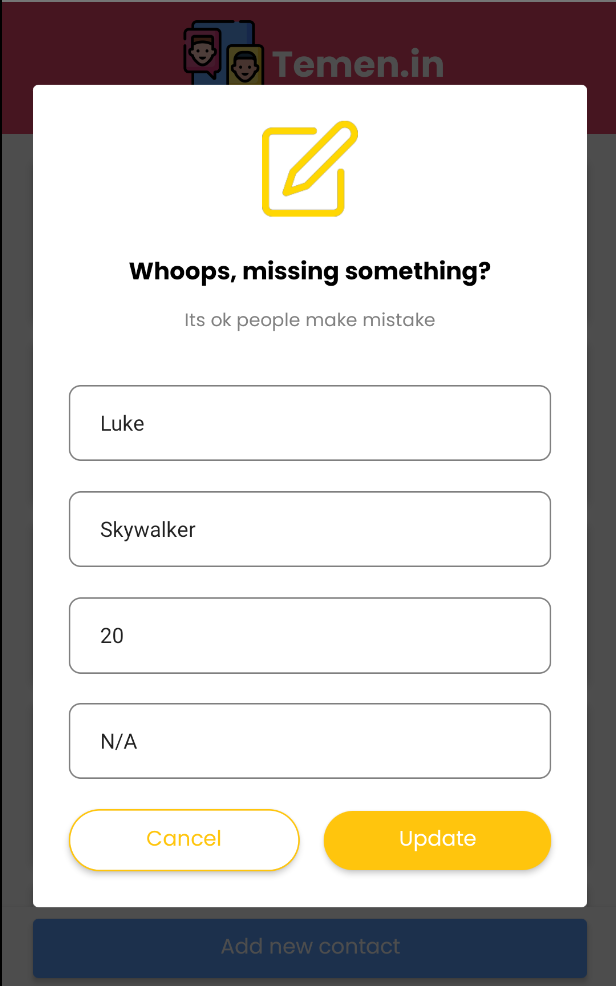 Temen.in
Whoops, missing something?
Its ok people make mistake
Luke
Skywalker
20
N/A
Cancel
Update
Add new contact